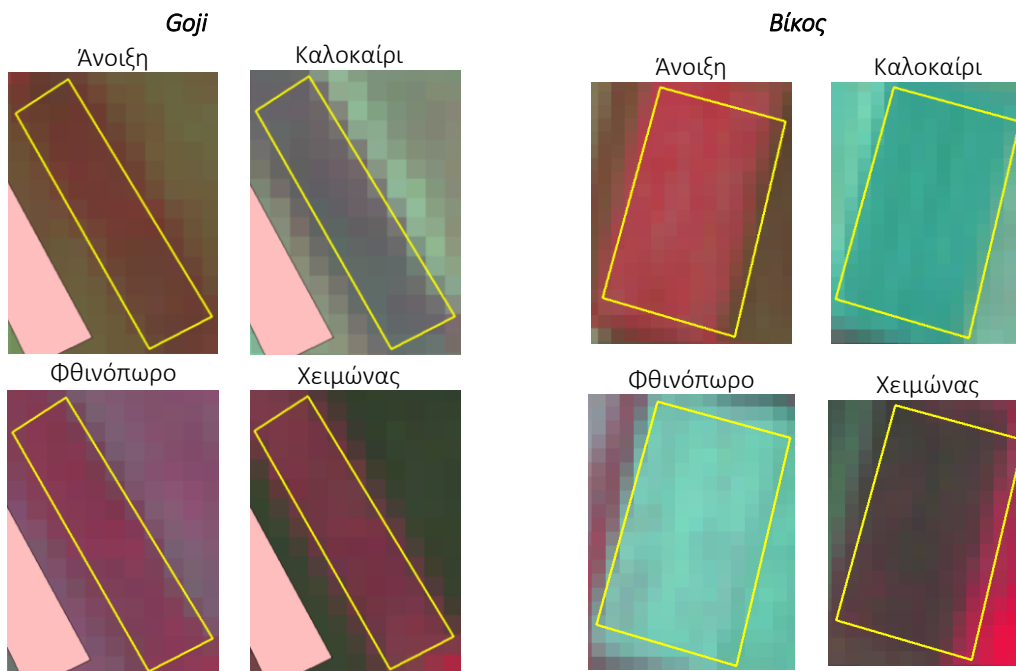 Goji
Βίκος
Άνοιξη
Καλοκαίρι
Άνοιξη
Καλοκαίρι
Φθινόπωρο
Χειμώνας
Φθινόπωρο
Χειμώνας